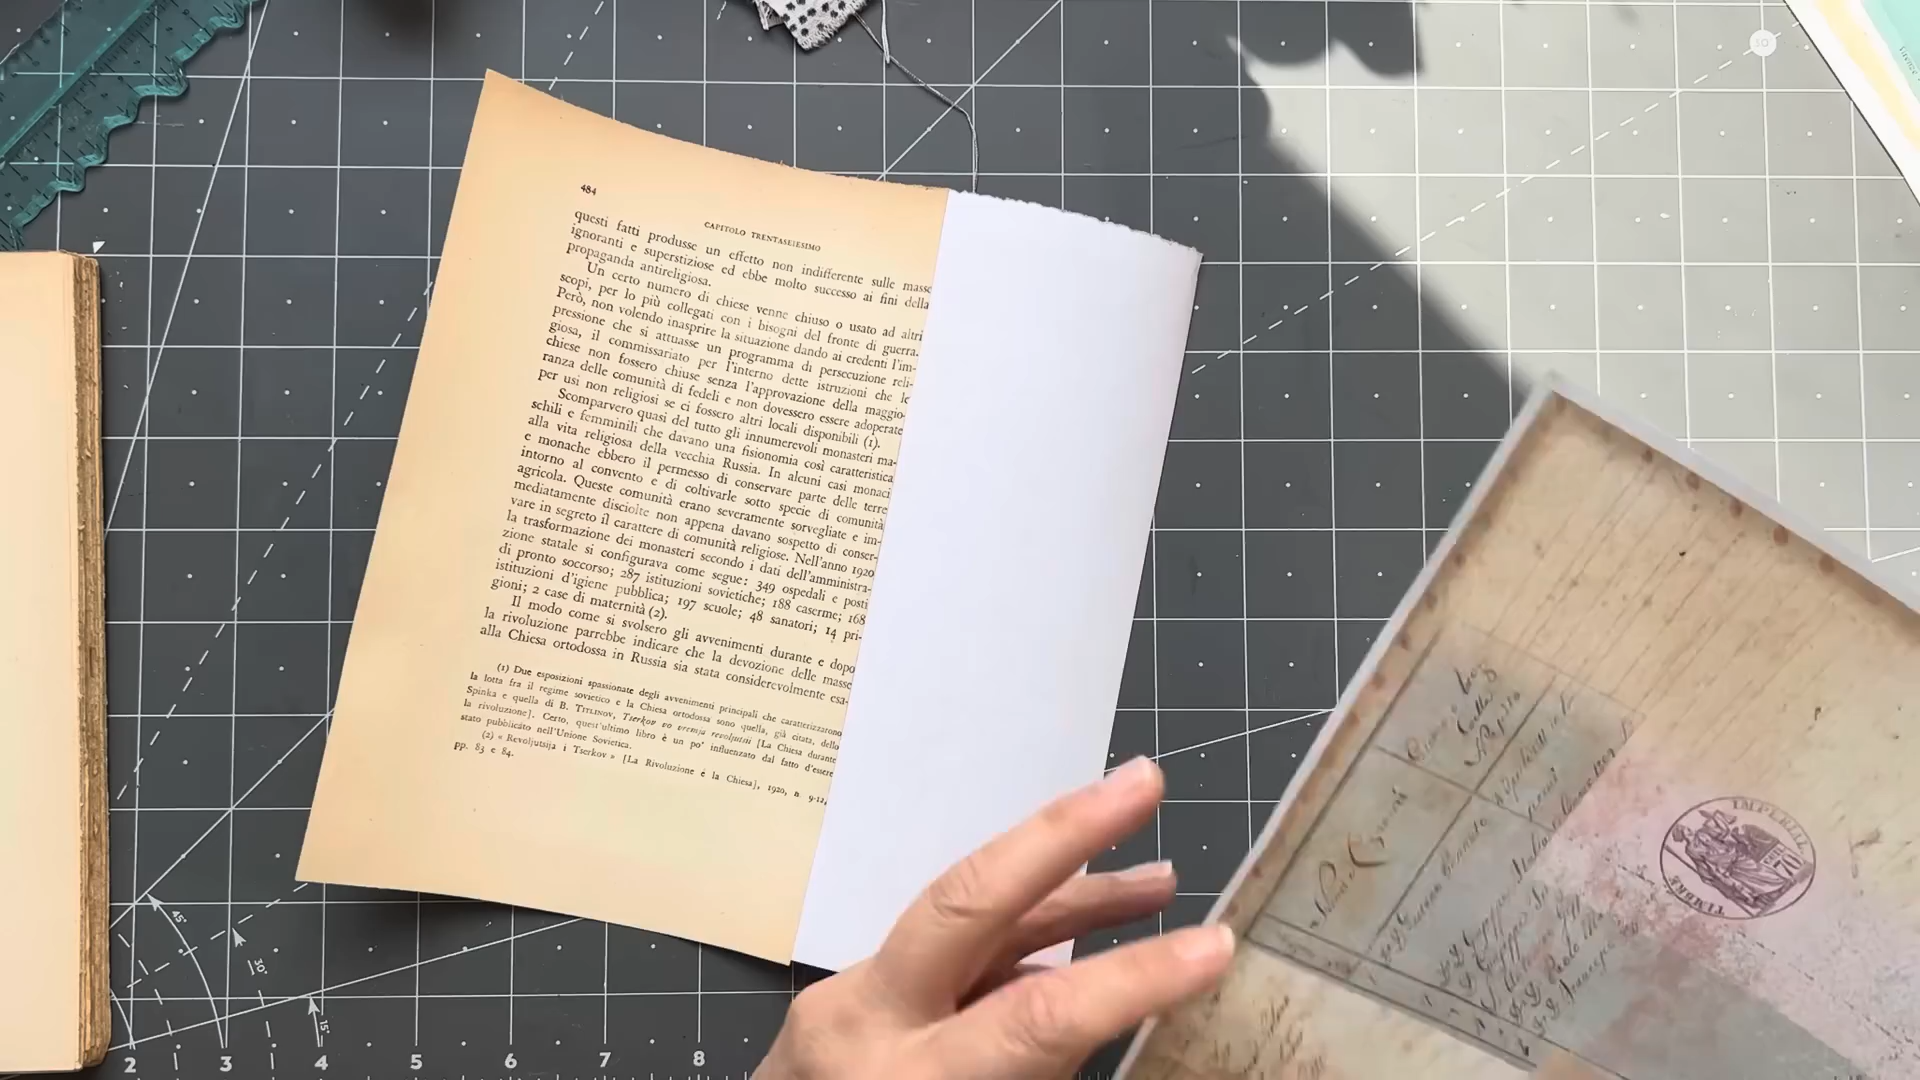 484
CAPITOLO TRENTASEIESIMO
questi fatti produsse un effetto non indifferente sulle masse
ignoranti e superstiziose ed ebbe molto successo ai fini della
propaganda antireligiosa.
Un certo numero di chiese venne chiuso o usato ad altri
scopi, per lo più collegati con i bisogni del fronte di guerra.
Però, non volendo inasprire la situazione dando ai credenti l'im-
pressione che si attuasse un programma di persecuzione reli-
giosa, il commissariato per l'interno dette istruzioni che le
chiese non fossero chiuse senza l'approvazione della maggio-
ranza delle comunità di fedeli e non dovessero essere adoperate
per usi non religiosi se ci fossero altri locali disponibili (1).
Scomparvero quasi del tutto gli innumerevoli monasteri ma-
schili e femminili che davano una fisionomia così caratteristica
alla vita religiosa della vecchia Russia. In alcuni casi monaci
e monache ebbero il permesso di conservare parte delle terre
intorno al convento e di coltivarle sotto specie di comunità
agricola. Queste comunità erano severamente sorvegliate e im-
mediatamente disciolte non appena davano sospetto di conser-
vare in segreto il carattere di comunità religiose. Nell'anno 1920
la trasformazione dei monasteri secondo i dati dell'amministra-
zione statale si configurava come segue: 349 ospedali e posti
di pronto soccorso; 287 istituzioni sovietiche; 188 caserme; 168
istituzioni d'igiene pubblica; 197 scuole; 48 sanatori; 14 pri-
gioni; 2 case di maternità (2).
Il modo come si svolsero gli avvenimenti durante e dopo
la rivoluzione parrebbe indicare che la devozione delle masse
alla Chiesa ortodossa in Russia sia stata considerevolmente esa-
(1) Due esposizioni spassionate degli avvenimenti principali che caratterizzarono
la lotta fra il regime sovietico e la Chiesa ortodossa sono quella, già citata, dello
Spinka e quella di B. TITLINOV, Tserkov vo vremja revoljutsii [La Chiesa durante
la rivoluzione]. Certo, quest'ultimo libro è un po' influenzato dal fatto d'essere
stato pubblicato nell'Unione Sovietica.
(2) « Revoljutsija i Tserkov » [La Rivoluzione e la Chiesa], 1920, n. 9-12,
pp. 83 e 84.
IMPERIAL
70
TIMBRE
45°
30°
15°
2 3 4 5 6 7 8